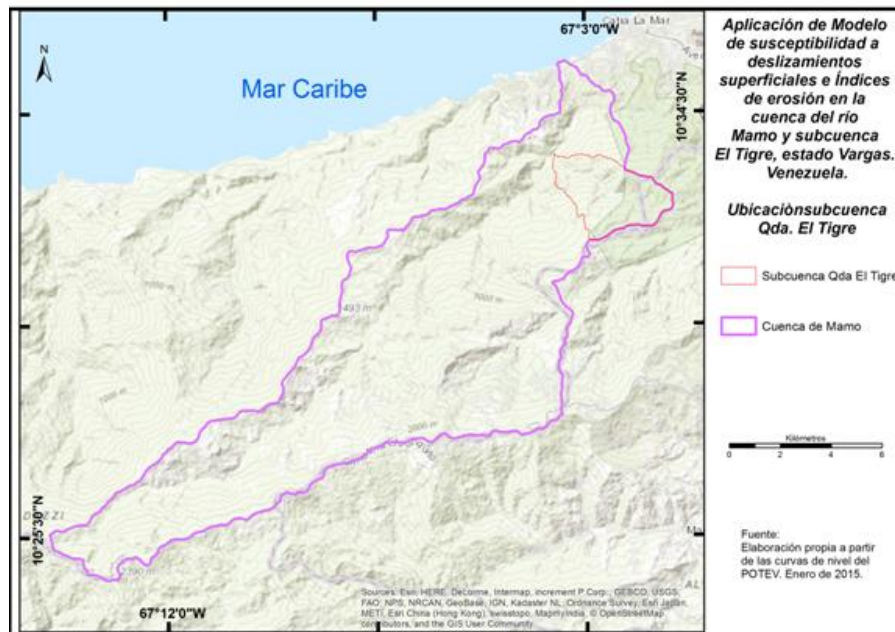 Aplicación de Modelo
de susceptibilidad a
deslizamientos
superficiales e Índices
de erosión en la
cuenca del río
Mamo y subcuenca
El Tigre, estado Vargas.
Venezuela.
Ubicaciònsubcuenca
Qda. El Tigre
Subcuenca Qda El Tigre
Cuenca de Mamo
Kilómetros
0 2 4 6
Fuente:
Elaboración propia a partir
de las curvas de nivel del
POTEV. Enero de 2015.
N
Mar Caribe
67°3'0"W
10°34'30"N
10°25'30"N
67°12'0"W
La Mar
1493 m
2000 m
Sources: Esri, HERE, DeLorme, Intermap, increment P Corp., GEBCO, USGS,
FAO, NPS, NRCAN, GeoBase, IGN, Kadaster NL, Ordnance Survey, Esri Japan,
METI, Esri China (Hong Kong), swisstopo, MapmyIndia, © OpenStreetMap
contributors, and the GIS User Community